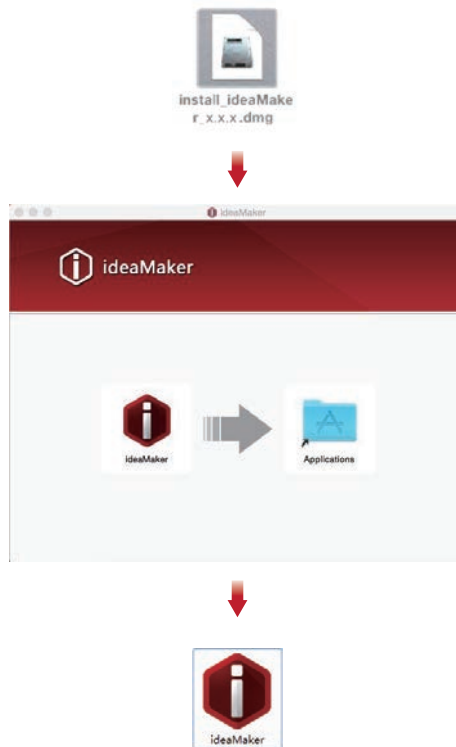 install_ideaMake
r_x.x.x.dmg
ideaMaker
ideaMaker
ideaMaker
Applications
ideaMaker